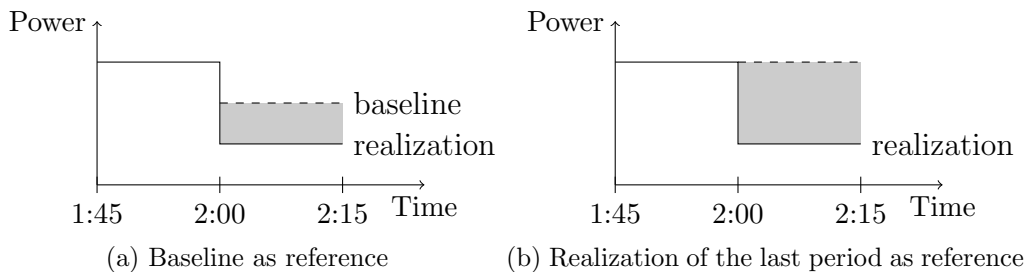 Power
baseline
realization
1:45
2:00
2:15
Time
(a) Baseline as reference
Power
realization
1:45
2:00
2:15
Time
(b) Realization of the last period as reference